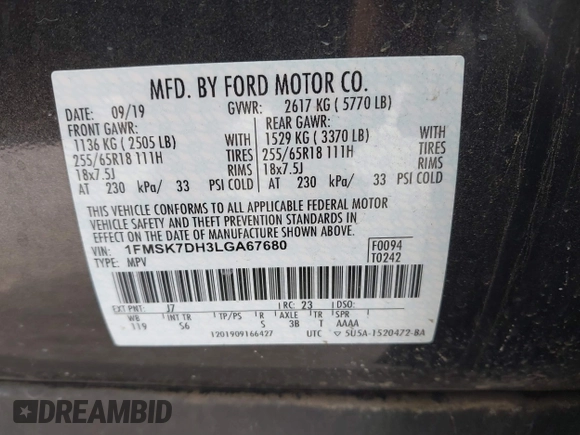 MFD. BY FORD MOTOR CO.
DATE: 09/19 GVWR: 2617 KG ( 5770 LB)
FRONT GAWR: REAR GAWR:
1136 KG ( 2505 LB) WITH 1529 KG ( 3370 LB) WITH
255/65R18 111H TIRES 255/65R18 111H TIRES
18x7.5J RIMS 18x7.5J RIMS
AT 230 kPa/ 33 PSI COLD AT 230 kPa/ 33 PSI COLD
THIS VEHICLE CONFORMS TO ALL APPLICABLE FEDERAL MOTOR
VEHICLE SAFETY AND THEFT PREVENTION STANDARDS IN
EFFECT ON THE DATE OF MANUFACTURE SHOWN ABOVE.
VIN: 1FMSK7DH3LGA67680 F0094
TYPE: MPV T0242
EXT PNT: J7 RC: 23 DSO:
WB INT TR TP/PS R AXLE TR SPR
119 S6 S 3B T AAAA
1201909166427 UTC 5U5A-1520472-BA
DREAMBID